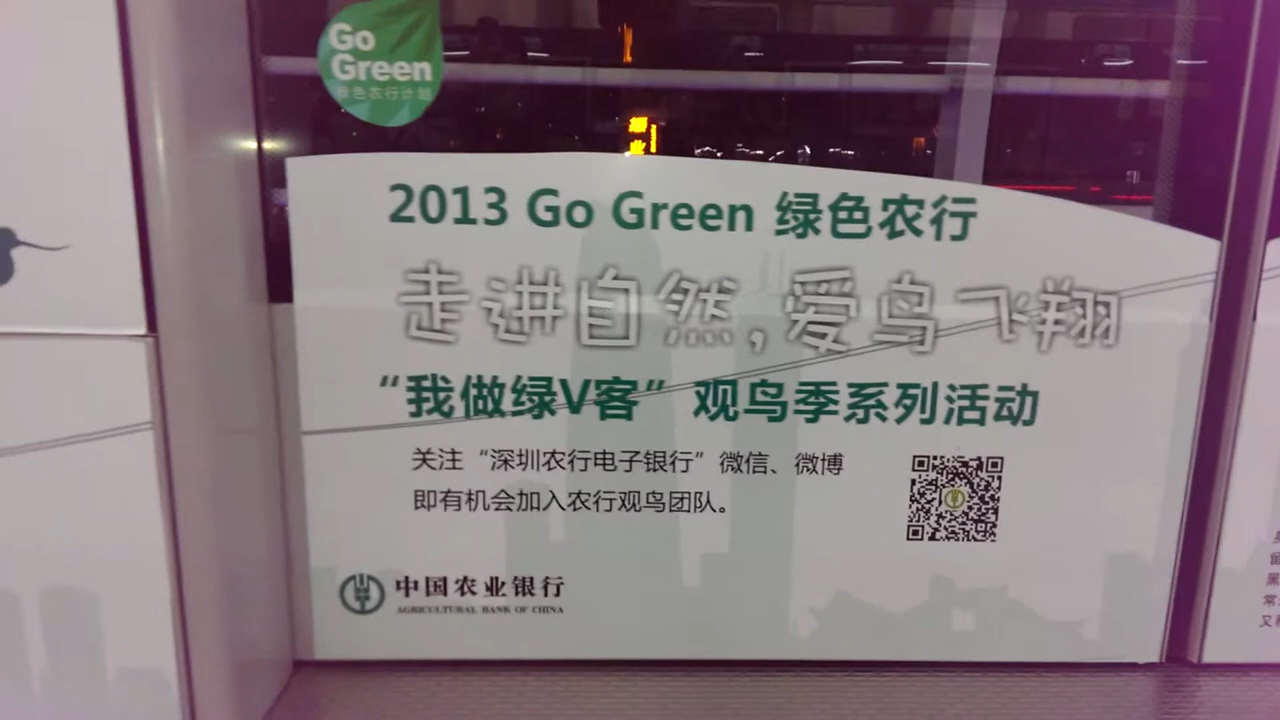 Go
Green
绿色农行计划
2013 Go Green 绿色农行
走进自然,爱鸟飞翔
“我做绿V客”观鸟季系列活动
关注“深圳农行电子银行”微信、微博
即有机会加入农行观鸟团队。
中国农业银行
AGRICULTURAL BANK OF CHINA